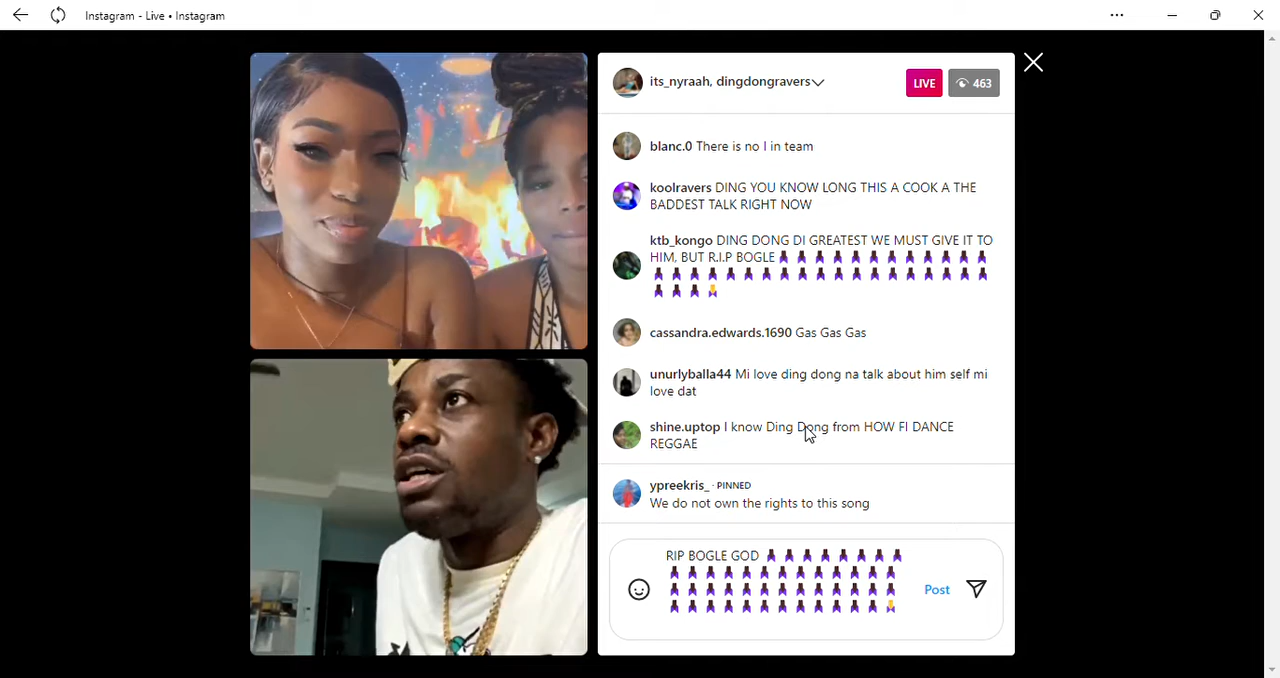 Instagram - Live • Instagram
its_nyraah, dingdongravers
LIVE
463
blanc.0 There is no I in team
koolravers DING YOU KNOW LONG THIS A COOK A THE
BADDEST TALK RIGHT NOW
ktb_kongo DING DONG DI GREATEST WE MUST GIVE IT TO
HIM, BUT R.I.P BOGLE
cassandra.edwards.1690 Gas Gas Gas
unurlyballa44 Mi love ding dong na talk about him self mi
love dat
shine.uptop I know Ding Dong from HOW FI DANCE
REGGAE
ypreekris_ · PINNED
We do not own the rights to this song
RIP BOGLE GOD
Post